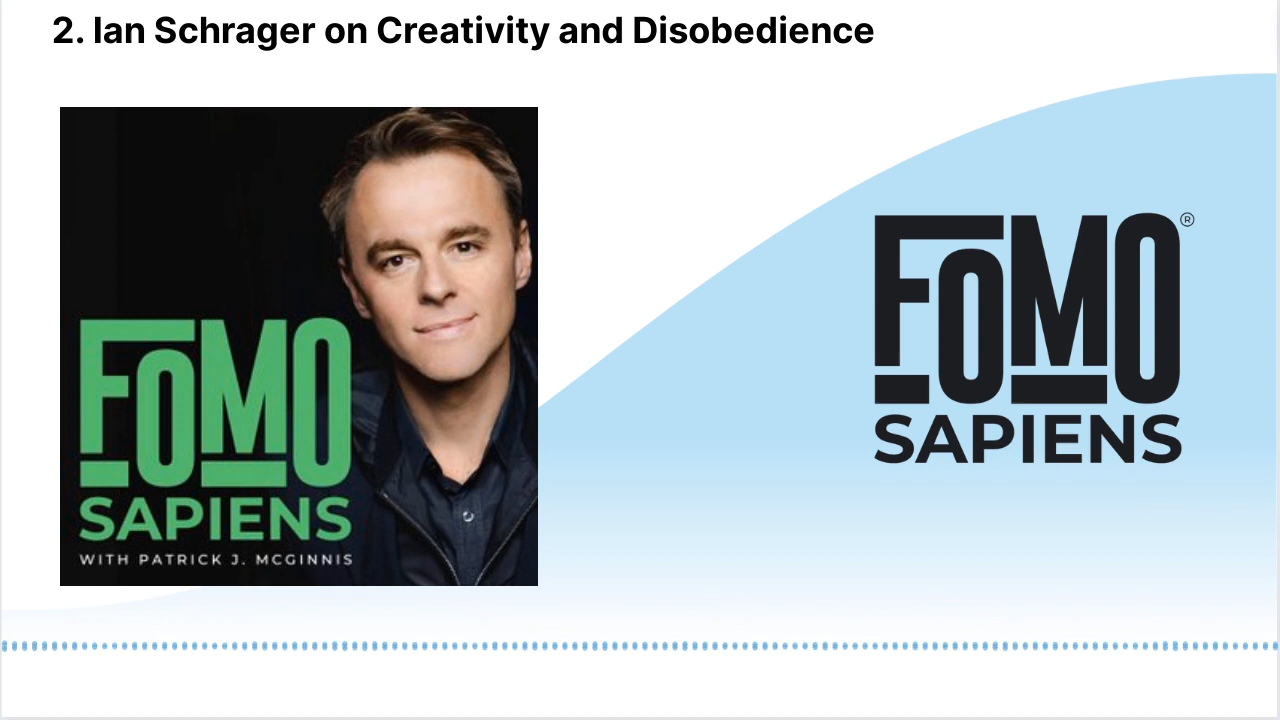 2. Ian Schrager on Creativity and Disobedience
FOMO
SAPIENS
WITH PATRICK J. MCGINNIS
FOMO®
SAPIENS